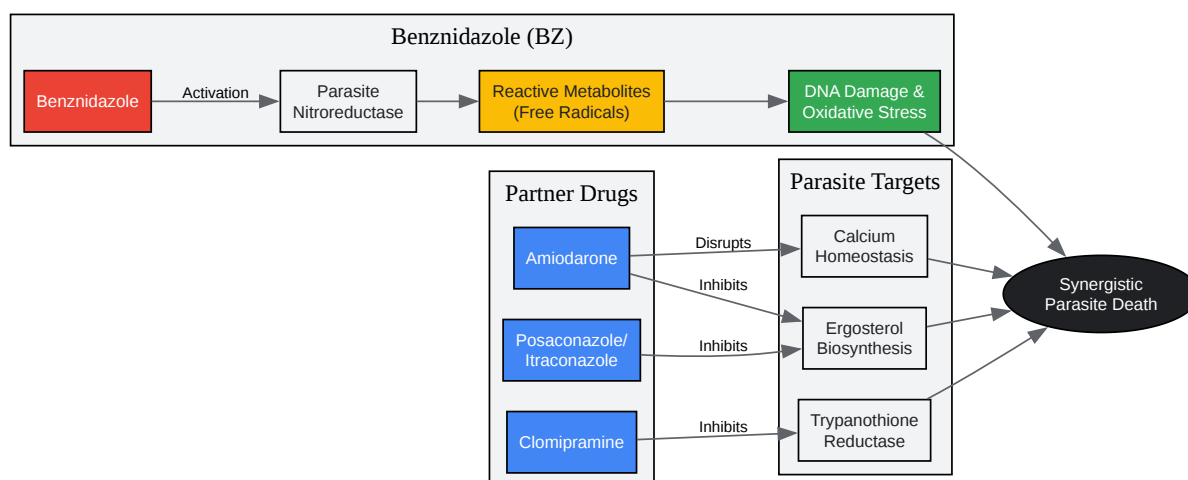 Benznidazole (BZ)
Benznidazole
Activation
Parasite
Nitroreductase
Reactive Metabolites
(Free Radicals)
DNA Damage &
Oxidative Stress
Partner Drugs
Parasite Targets
Amiodarone
Disrupts
Calcium
Homeostasis
Inhibits
Synergistic
Parasite Death
Posaconazole/
Itraconazole
Inhibits
Ergosterol
Biosynthesis
Clomipramine
Inhibits
Trypanothione
Reductase